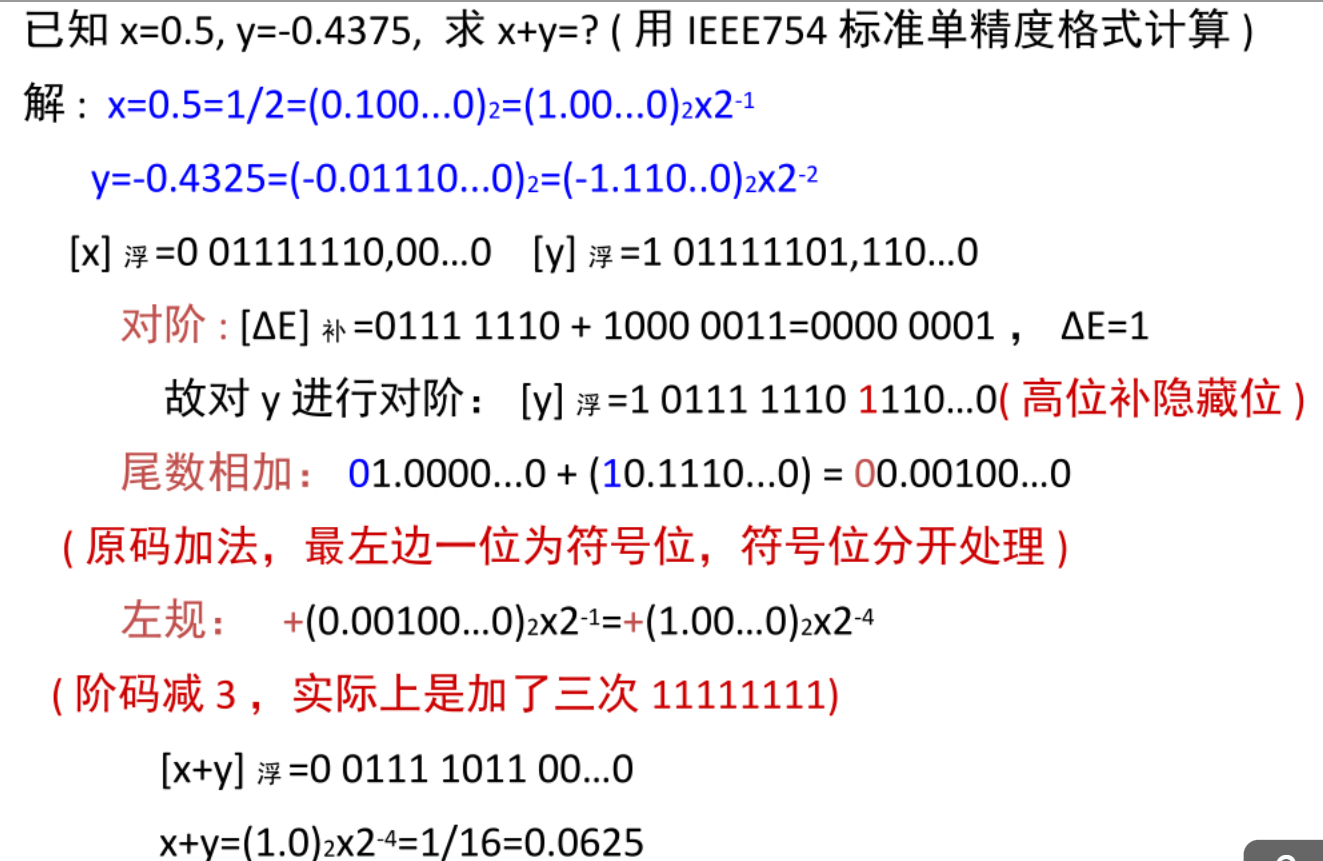 已知 x=0.5, y=-0.4375, 求 x+y=? ( 用 IEEE754 标准单精度格式计算 )
解：x=0.5=1/2=(0.100...0)₂=(1.00...0)₂x2⁻¹
y=-0.4325=(-0.01110...0)₂=(-1.110..0)₂x2⁻²
[x] 浮 =0 01111110,00...0 [y] 浮 =1 01111101,110...0
对阶 : [ΔE] 补 =0111 1110 + 1000 0011=0000 0001 ， ΔE=1
故对 y 进行对阶： [y] 浮 =1 0111 1110 1110...0( 高位补隐藏位 )
尾数相加： 01.0000...0 + (10.1110...0) = 00.00100...0
( 原码加法，最左边一位为符号位，符号位分开处理 )
左规： +(0.00100...0)₂x2⁻¹=+(1.00...0)₂x2⁻⁴
( 阶码减 3 ，实际上是加了三次 11111111)
[x+y] 浮 =0 0111 1011 00...0
x+y=(1.0)₂x2⁻⁴=1/16=0.0625